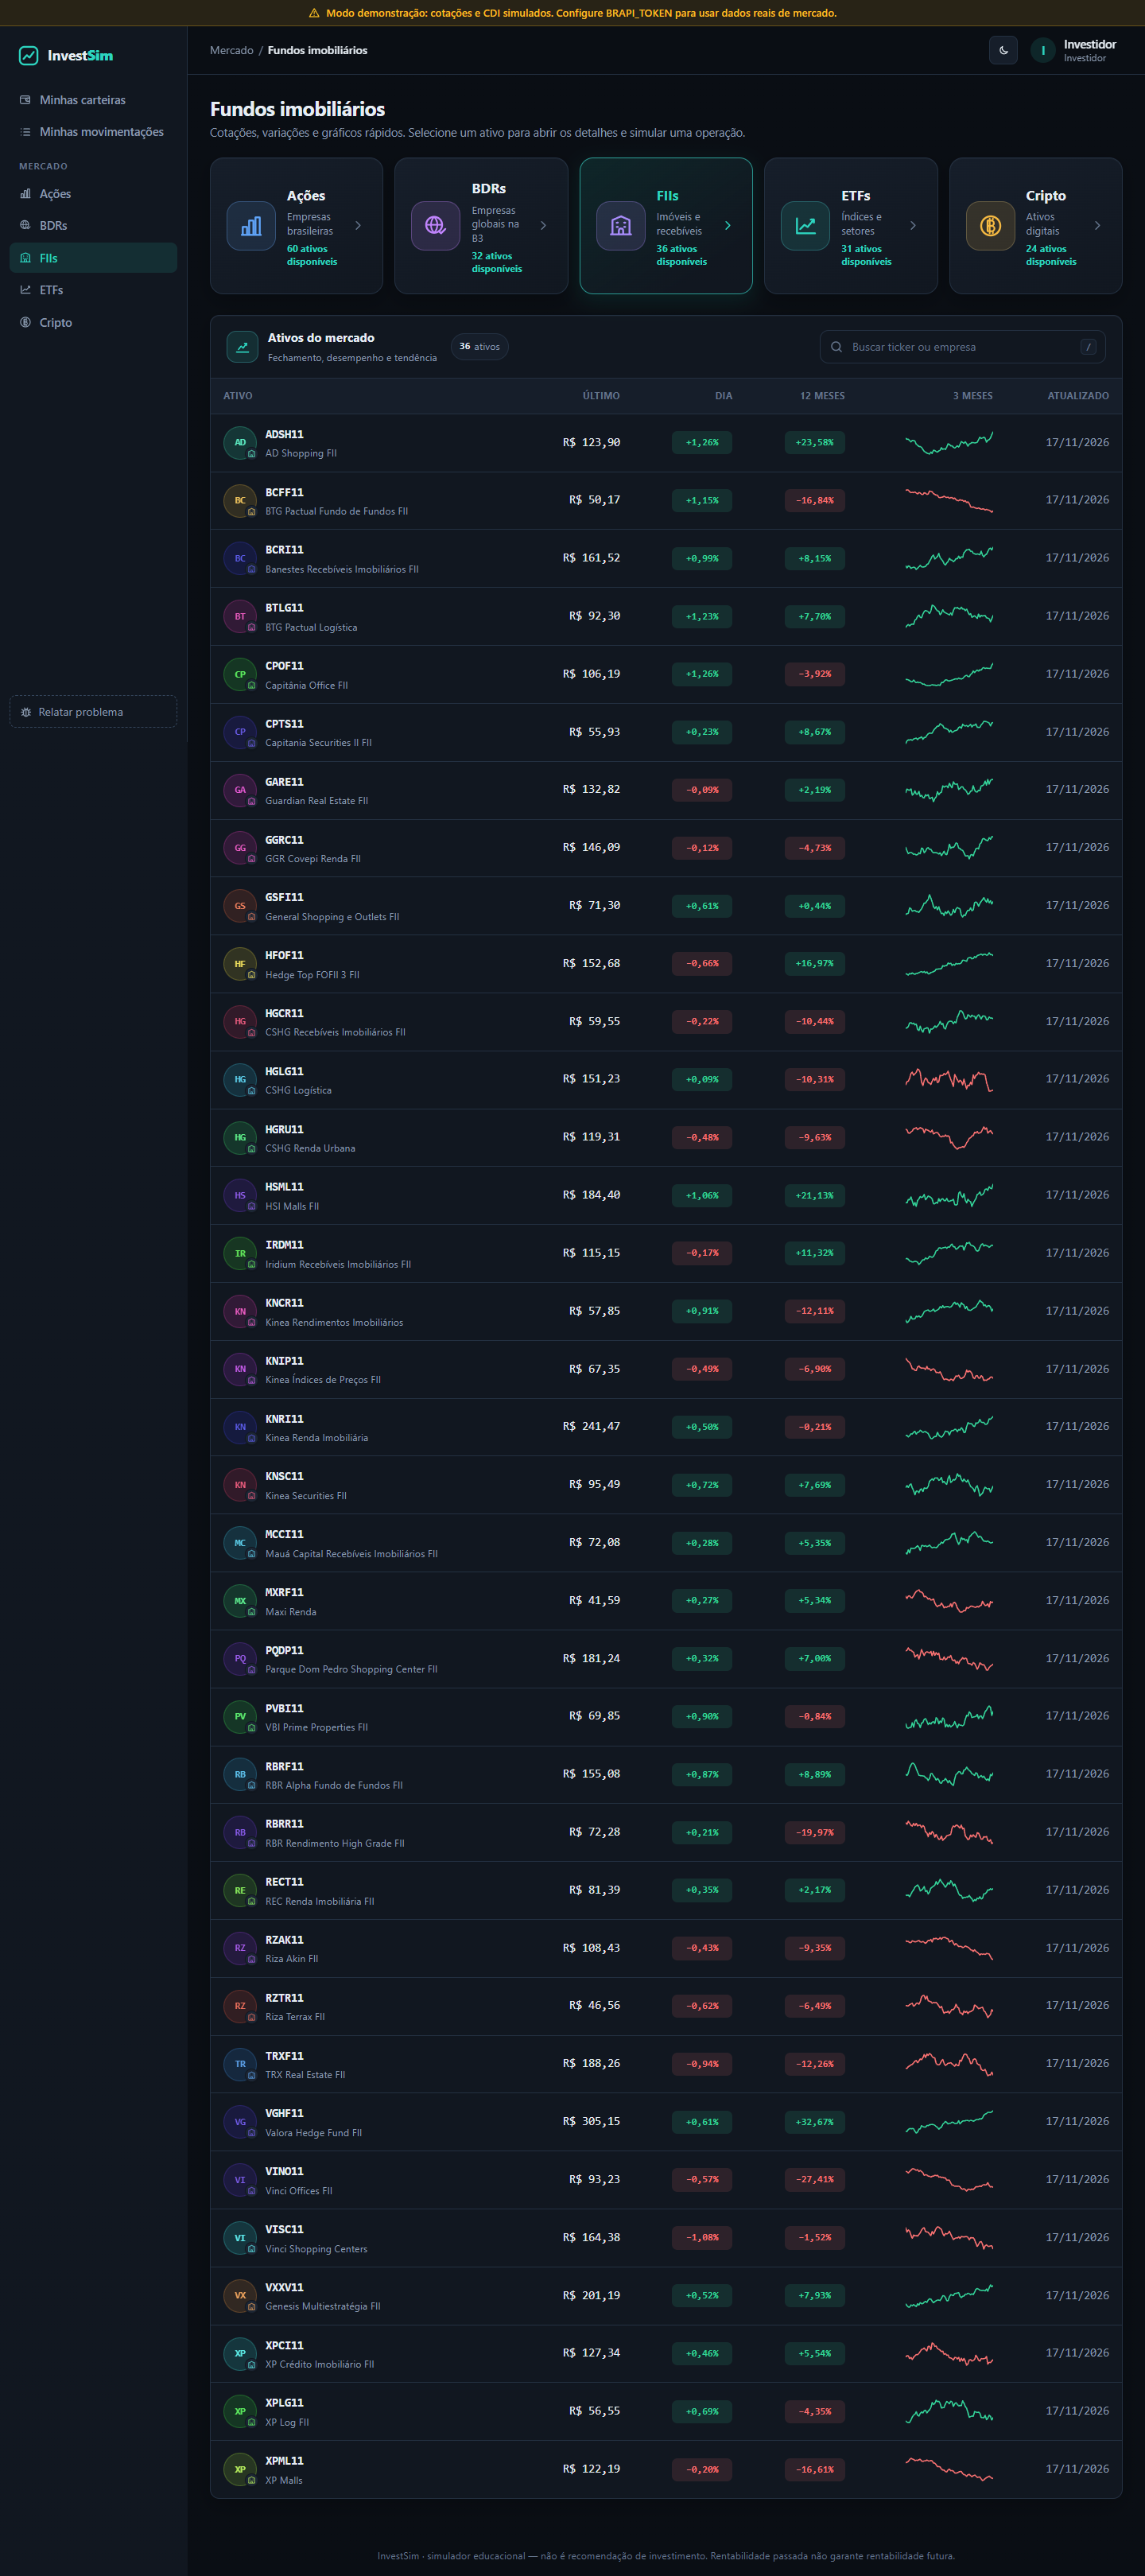 Modo demonstração: cotações e CDI simulados. Configure BRAPI_TOKEN para usar dados reais de mercado.
InvestSim
Minhas carteiras
Minhas movimentações
MERCADO
Ações
BDRs
FIIs
ETFs
Cripto
Relatar problema
Mercado / Fundos imobiliários
I
Investidor
Investidor
Fundos imobiliários
Cotações, variações e gráficos rápidos. Selecione um ativo para abrir os detalhes e simular uma operação.
Ações
Empresas
brasileiras
60 ativos
disponíveis
BDRs
Empresas
globais na
B3
32 ativos
disponíveis
FIIs
Imóveis e
recebíveis
36 ativos
disponíveis
ETFs
Índices e
setores
31 ativos
disponíveis
Cripto
Ativos
digitais
24 ativos
disponíveis
Ativos do mercado
Fechamento, desempenho e tendência
36 ativos
Buscar ticker ou empresa /
ATIVO ÚLTIMO DIA 12 MESES 3 MESES ATUALIZADO
AD ADSH11 R$ 123,90 +1,26% +23,58% 17/11/2026
AD Shopping FII
BC BCFF11 R$ 50,17 +1,15% -16,84% 17/11/2026
BTG Pactual Fundo de Fundos FII
BC BCRI11 R$ 161,52 +0,99% +8,15% 17/11/2026
Banestes Recebíveis Imobiliários FII
BT BTLG11 R$ 92,30 +1,23% +7,70% 17/11/2026
BTG Pactual Logística
CP CPOF11 R$ 106,19 +1,26% -3,92% 17/11/2026
Capitânia Office FII
CP CPTS11 R$ 55,93 +0,23% +8,67% 17/11/2026
Capitania Securities II FII
GA GARE11 R$ 132,82 -0,09% +2,19% 17/11/2026
Guardian Real Estate FII
GG GGRC11 R$ 146,09 -0,12% -4,73% 17/11/2026
GGR Covepi Renda FII
GS GSFI11 R$ 71,30 +0,61% +0,44% 17/11/2026
General Shopping e Outlets FII
HF HFOF11 R$ 152,68 -0,66% +16,97% 17/11/2026
Hedge Top FOFII 3 FII
HG HGCR11 R$ 59,55 -0,22% -10,44% 17/11/2026
CSHG Recebíveis Imobiliários FII
HG HGLG11 R$ 151,23 +0,09% -10,31% 17/11/2026
CSHG Logística
HG HGRU11 R$ 119,31 -0,48% -9,63% 17/11/2026
CSHG Renda Urbana
HS HSML11 R$ 184,40 +1,06% +21,13% 17/11/2026
HSI Malls FII
IR IRDM11 R$ 115,15 -0,17% +11,32% 17/11/2026
Iridium Recebíveis Imobiliários FII
KN KNCR11 R$ 57,85 +0,91% -12,11% 17/11/2026
Kinea Rendimentos Imobiliários
KN KNIP11 R$ 67,35 -0,49% -6,90% 17/11/2026
Kinea Índices de Preços FII
KN KNRI11 R$ 241,47 +0,50% -0,21% 17/11/2026
Kinea Renda Imobiliária
KN KNSC11 R$ 95,49 +0,72% +7,69% 17/11/2026
Kinea Securities FII
MC MCCI11 R$ 72,08 +0,28% +5,35% 17/11/2026
Mauá Capital Recebíveis Imobiliários FII
MX MXRF11 R$ 41,59 +0,27% +5,34% 17/11/2026
Maxi Renda
PQ PQDP11 R$ 181,24 +0,32% +7,00% 17/11/2026
Parque Dom Pedro Shopping Center FII
PV PVBI11 R$ 69,85 +0,90% -0,84% 17/11/2026
VBI Prime Properties FII
RB RBRF11 R$ 155,08 +0,87% +8,89% 17/11/2026
RBR Alpha Fundo de Fundos FII
RB RBRR11 R$ 72,28 +0,21% -19,97% 17/11/2026
RBR Rendimento High Grade FII
RE RECT11 R$ 81,39 +0,35% +2,17% 17/11/2026
REC Renda Imobiliária FII
RZ RZAK11 R$ 108,43 -0,43% -9,35% 17/11/2026
Riza Akin FII
RZ RZTR11 R$ 46,56 -0,62% -6,49% 17/11/2026
Riza Terrax FII
TR TRXF11 R$ 188,26 -0,94% -12,26% 17/11/2026
TRX Real Estate FII
VG VGHF11 R$ 305,15 +0,61% +32,67% 17/11/2026
Valora Hedge Fund FII
VI VINO11 R$ 93,23 -0,57% -27,41% 17/11/2026
Vinci Offices FII
VI VISC11 R$ 164,38 -1,08% -1,52% 17/11/2026
Vinci Shopping Centers
VX VXXV11 R$ 201,19 +0,52% +7,93% 17/11/2026
Genesis Multiestratégia FII
XP XPCI11 R$ 127,34 +0,46% +5,54% 17/11/2026
XP Crédito Imobiliário FII
XP XPLG11 R$ 56,55 +0,69% -4,35% 17/11/2026
XP Log FII
XP XPML11 R$ 122,19 -0,20% -16,61% 17/11/2026
XP Malls
InvestSim · simulador educacional — não é recomendação de investimento. Rentabilidade passada não garante rentabilidade futura.